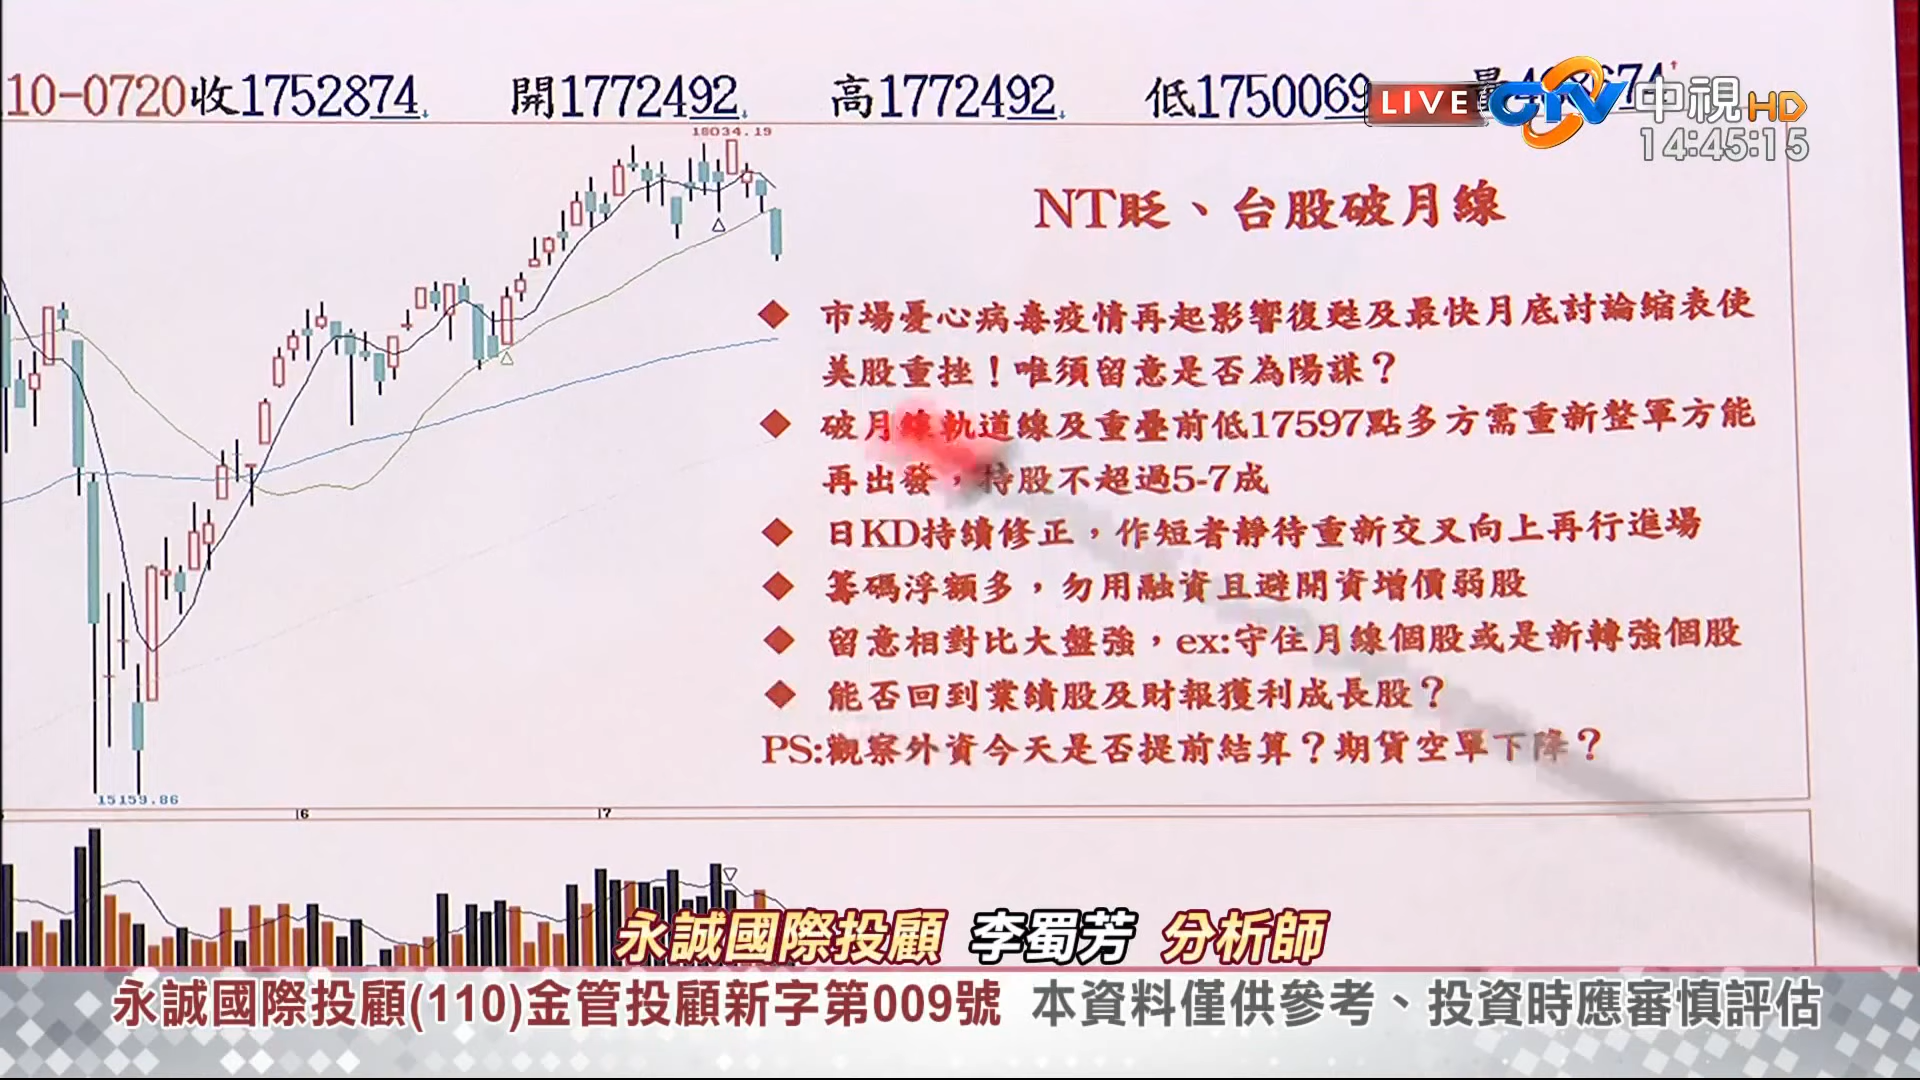 10-0720 收1752874 開1772492 高1772492 低1750069
LIVE CTV 中視HD
14:45:15
18034.19
NT貶、台股破月線
◆ 市場憂心病毒疫情再起影響復甦及最快月底討論縮表使
美股重挫！唯須留意是否為陽謀？
◆ 破月線軌道線及重疊前低17597點多方需重新整軍方能
再出發，持股不超過5-7成
◆ 日KD持續修正，作短者靜待重新交叉向上再行進場
◆ 籌碼浮額多，勿用融資且避開資增價弱股
◆ 留意相對比大盤強，ex:守住月線個股或是新轉強個股
◆ 能否回到業績股及財報獲利成長股？
PS:觀察外資今天是否提前結算？期貨空單下降？
15159.86
6 7
永誠國際投顧 李蜀芳 分析師
永誠國際投顧(110)金管投顧新字第009號 本資料僅供參考、投資時應審慎評估